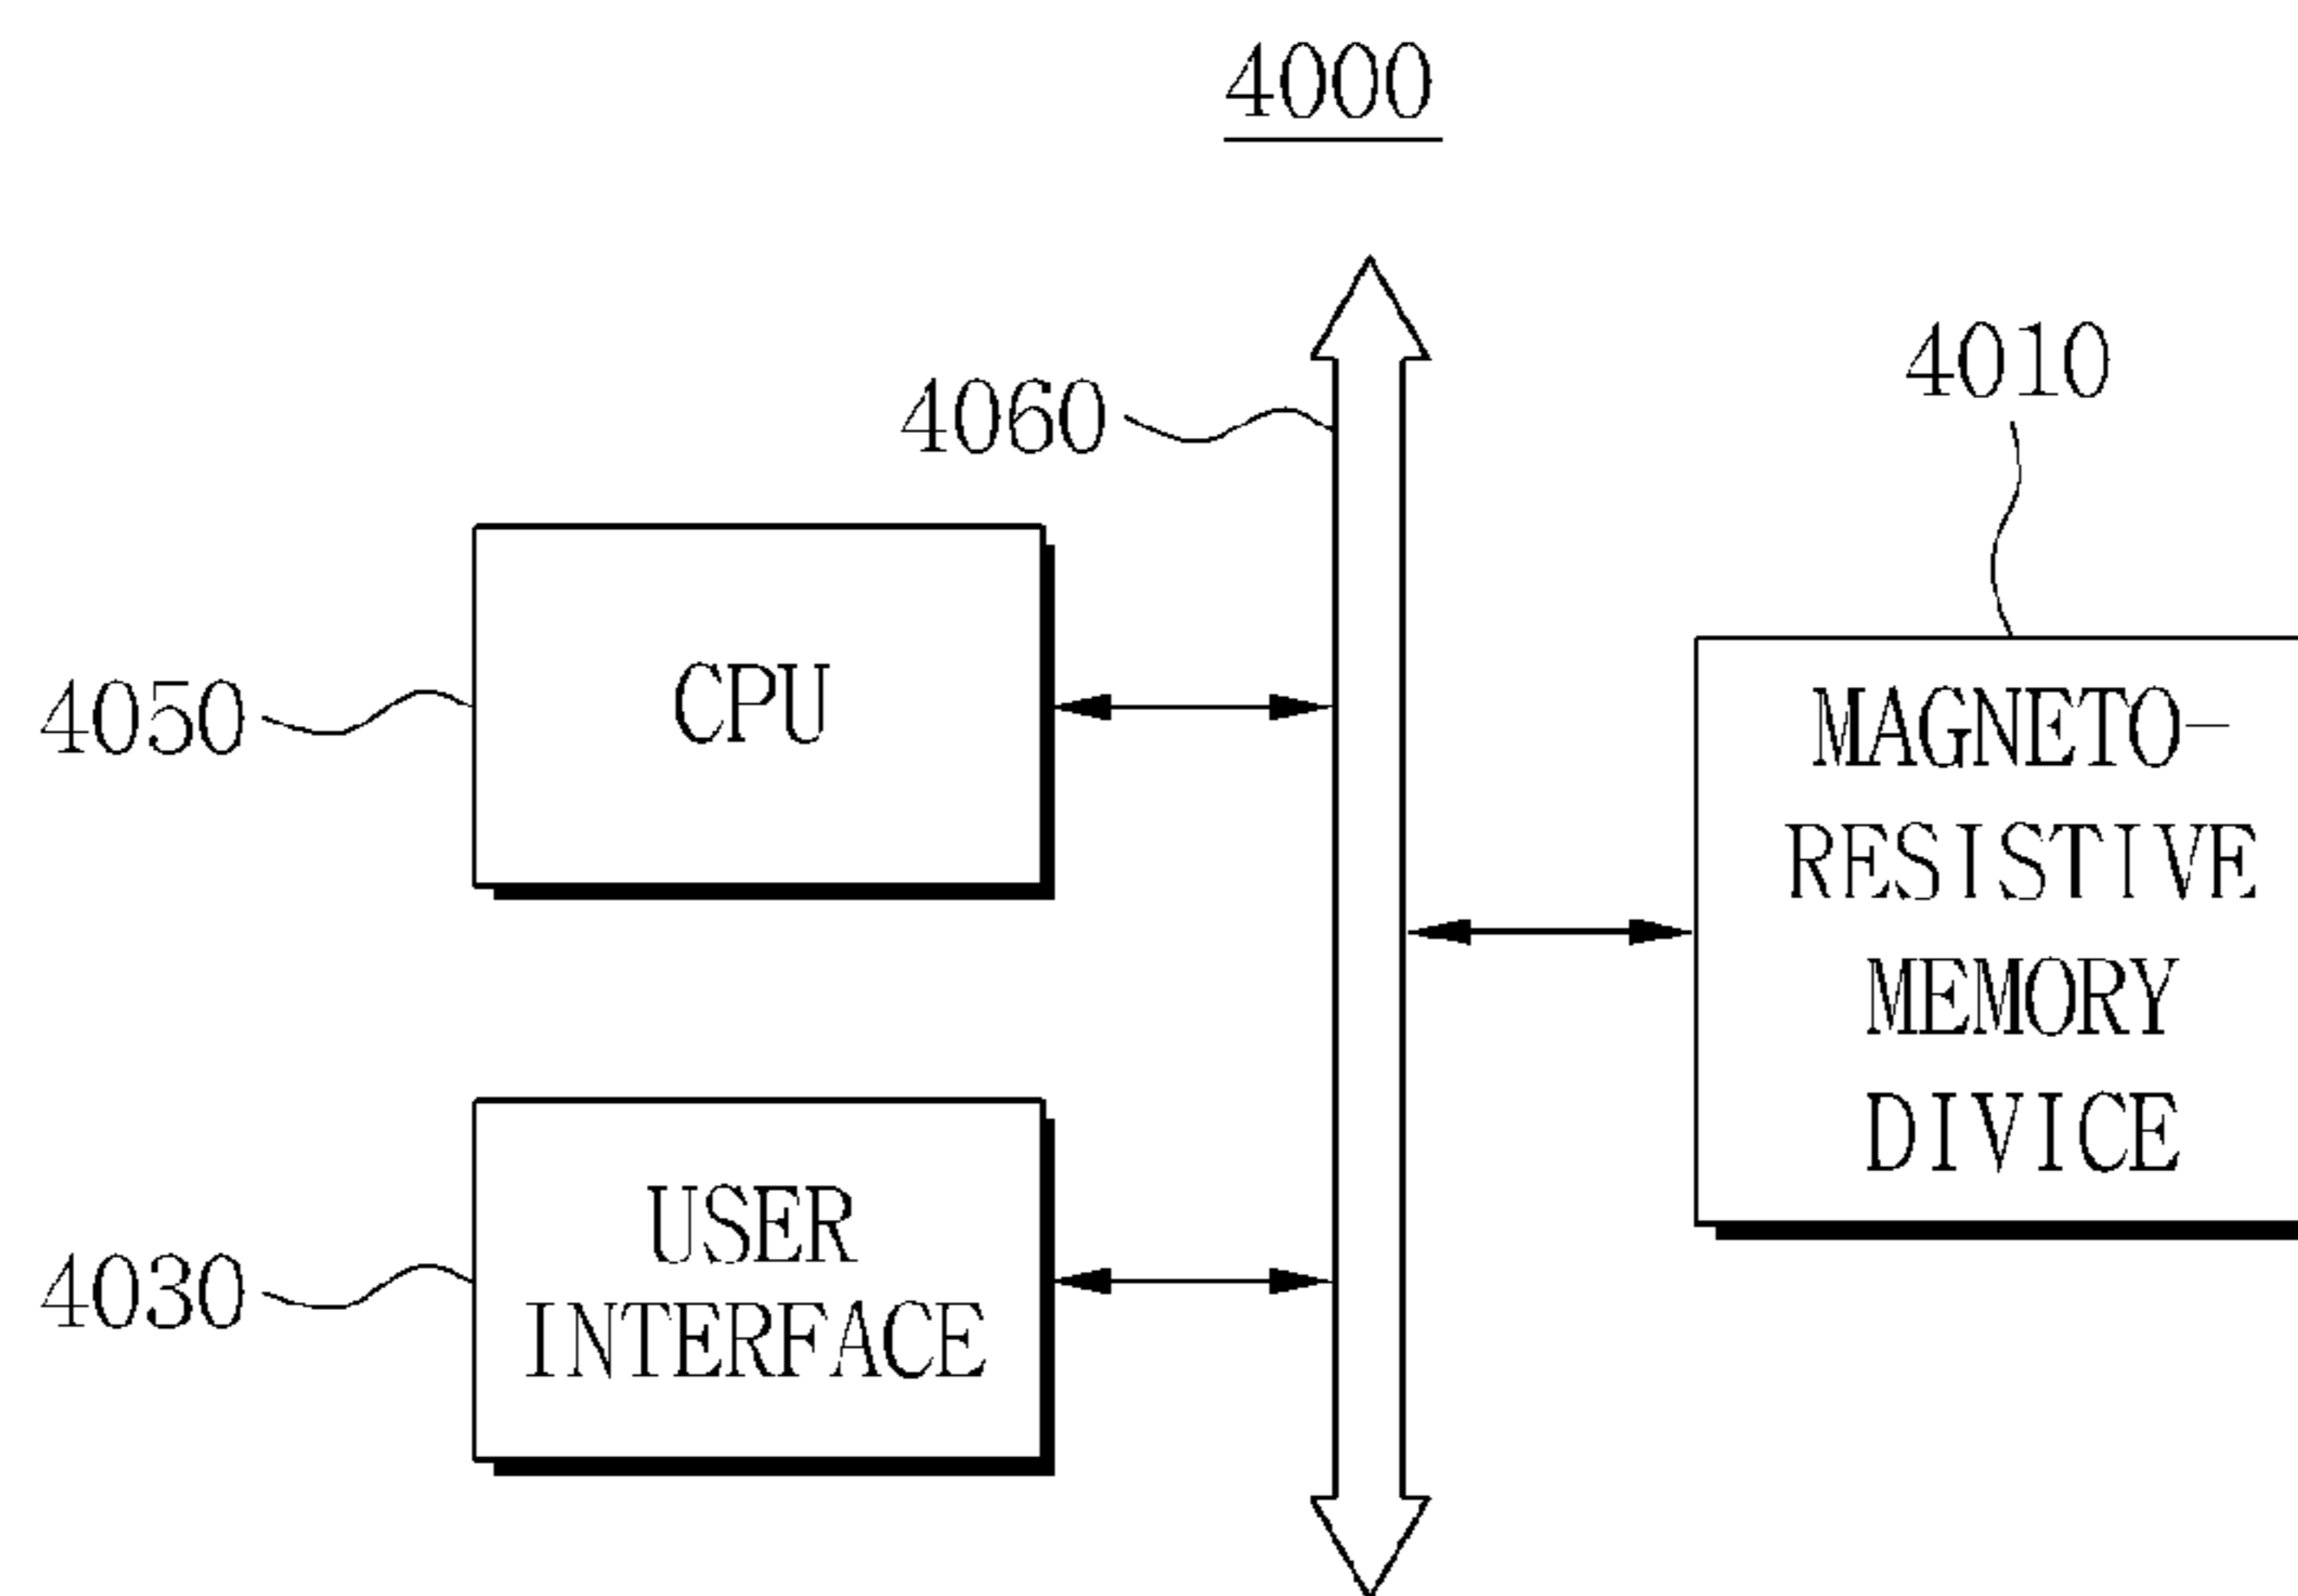 4000
4060
4010
4050
CPU
MAGNETO-
RESISTIVE
MEMORY
DIVICE
4030
USER
INTERFACE